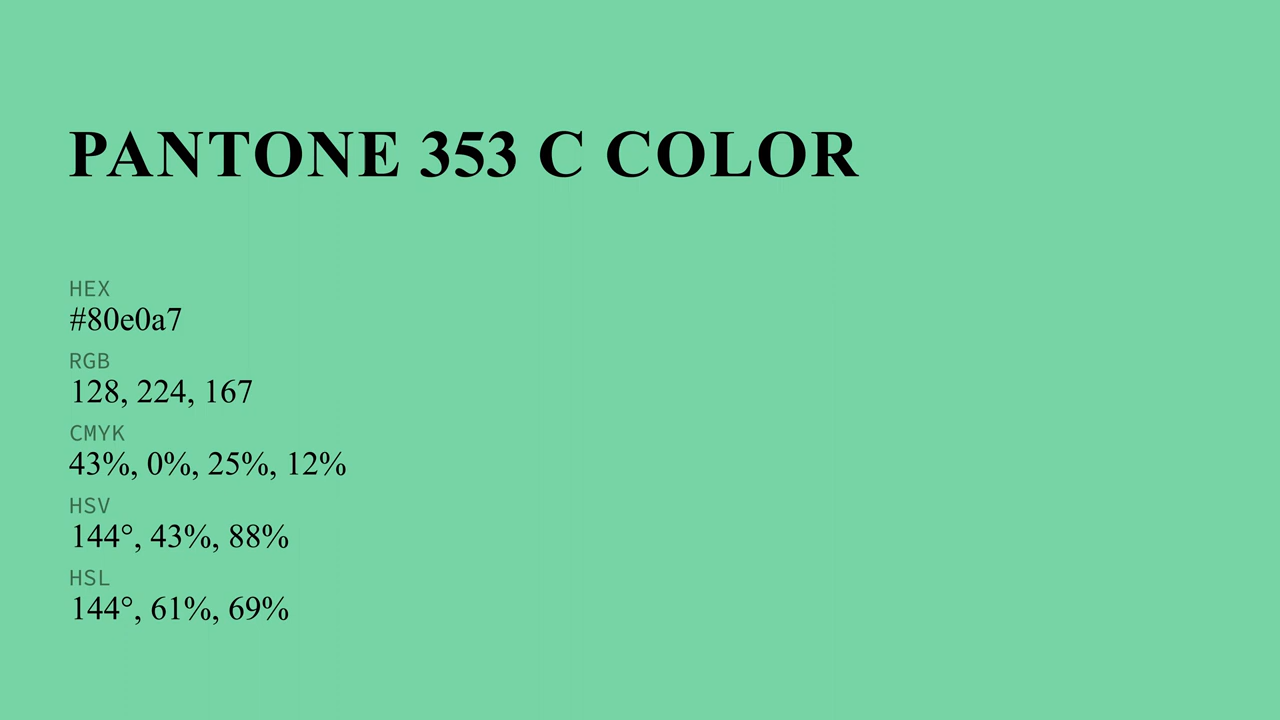 PANTONE 353 C COLOR
HEX
#80e0a7
RGB
128, 224, 167
CMYK
43%, 0%, 25%, 12%
HSV
144°, 43%, 88%
HSL
144°, 61%, 69%